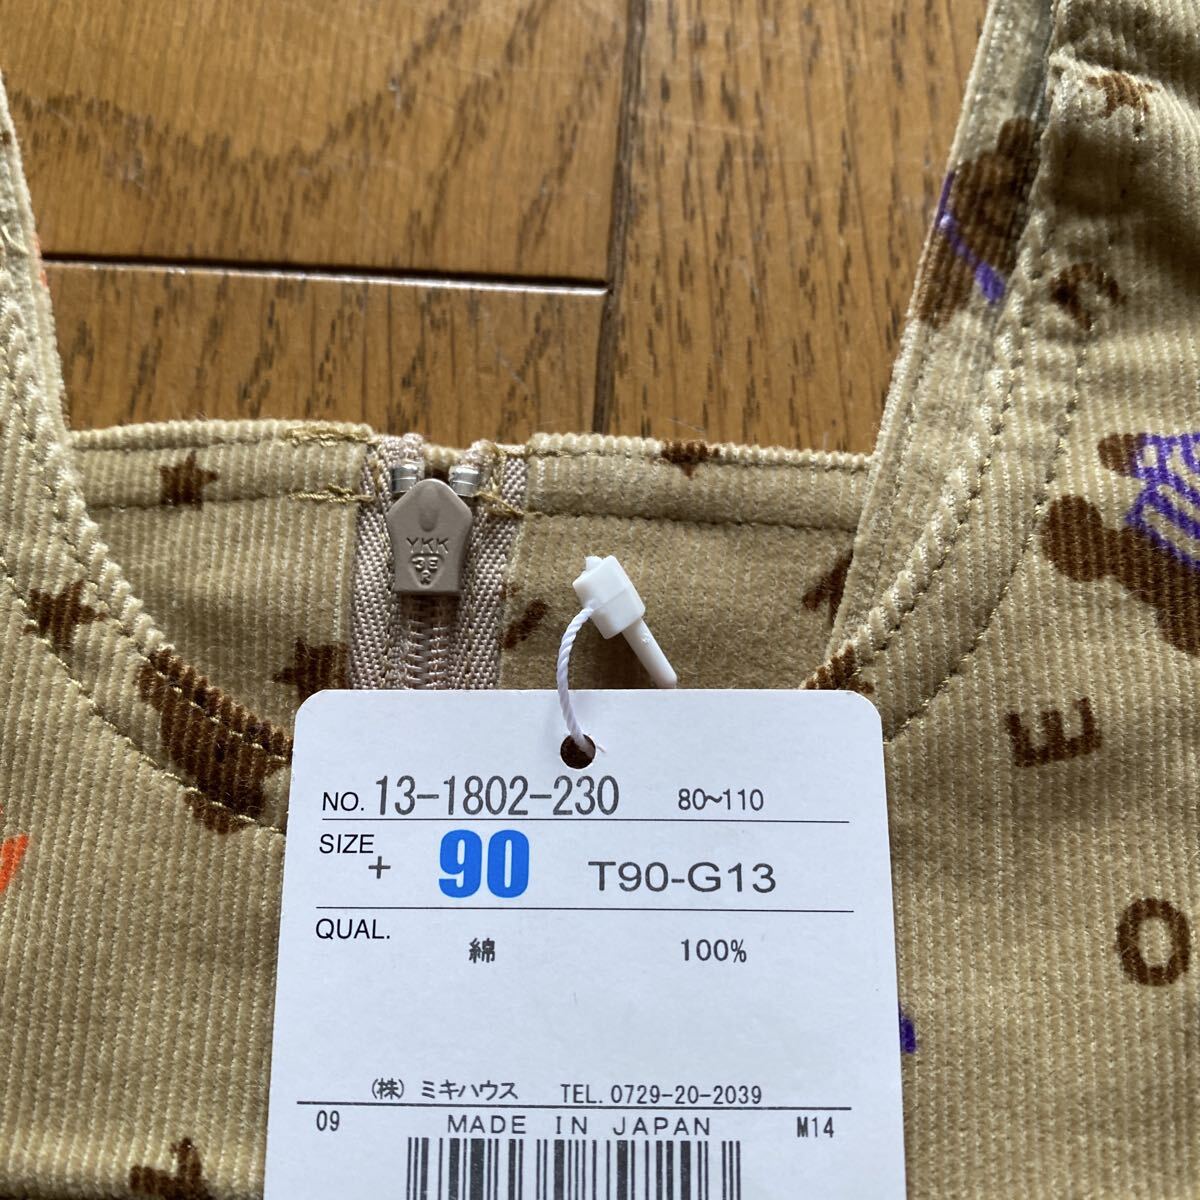 YKK
NO. 13-1802-230 80~110
SIZE + 90 T90-G13
QUAL. 綿 100%
(株) ミキハウス TEL. 0729-20-2039
09 MADE IN JAPAN M14
E
O